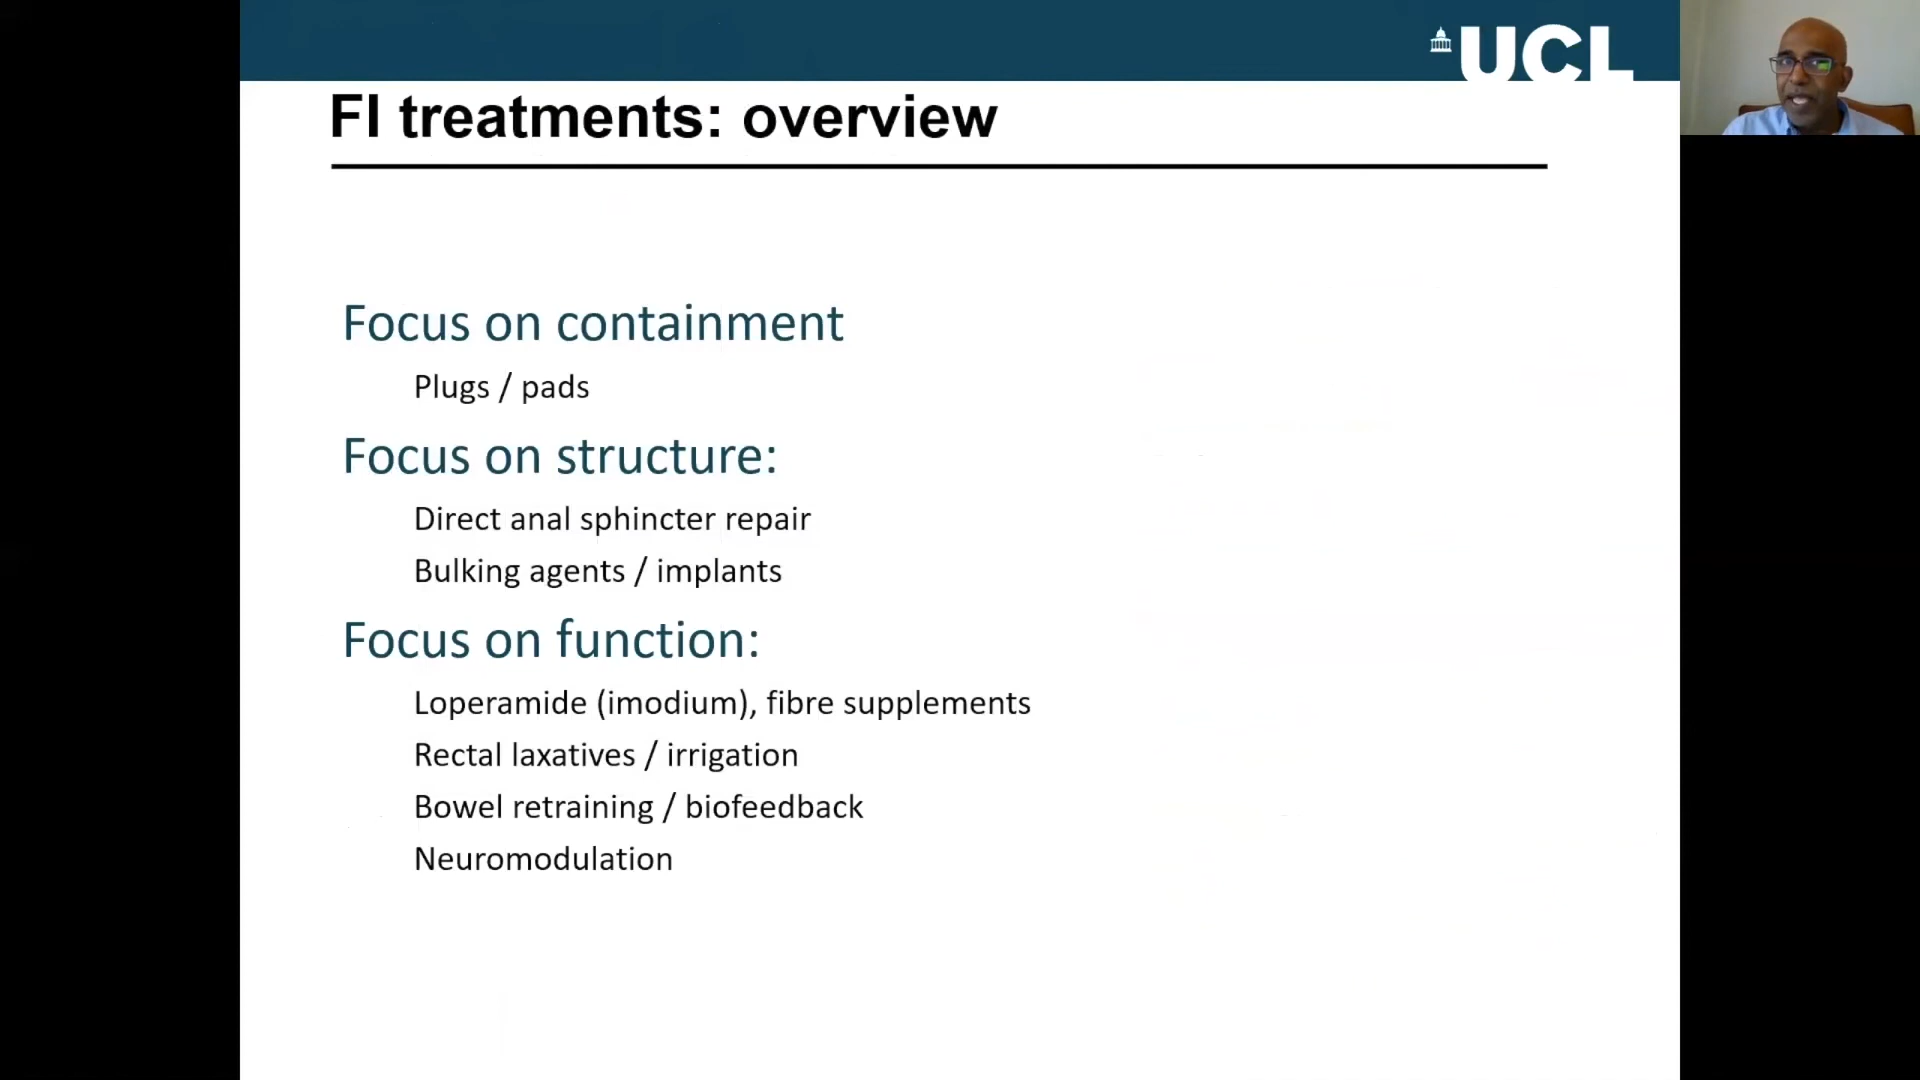 UCL
FI treatments: overview
Focus on containment
Plugs / pads
Focus on structure:
Direct anal sphincter repair
Bulking agents / implants
Focus on function:
Loperamide (imodium), fibre supplements
Rectal laxatives / irrigation
Bowel retraining / biofeedback
Neuromodulation